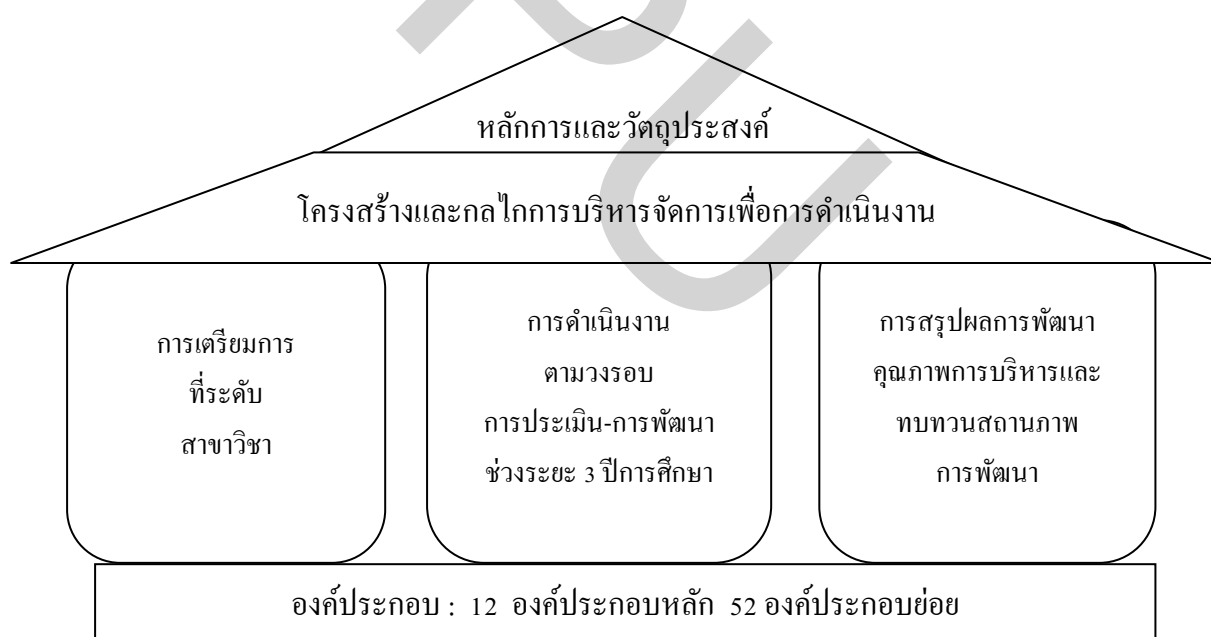 หลักการและวัตถุประสงค์
โครงสร้างและกลไกการบริหารจัดการเพื่อการดำเนินงาน
การเตรียมการ
ที่ระดับ
สาขาวิชา
การดำเนินงาน
ตามวงรอบ
การประเมิน-การพัฒนา
ช่วงระยะ 3 ปีการศึกษา
การสรุปผลการพัฒนา
คุณภาพการบริหารและ
ทบทวนสถานภาพ
การพัฒนา
องค์ประกอบ : 12 องค์ประกอบหลัก 52 องค์ประกอบย่อย